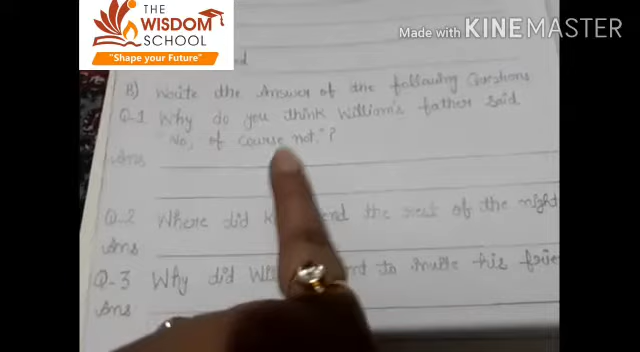 THE
WISDOM
SCHOOL
"Shape your Future"
Made with KINEMASTER
B) Write the Answer of the following Questions
Q-1 Why do you think William's father said
"No, of course not."?
Ans
Q-2 Where did end the rest of the night
Ans
Q-3 Why did to his
Ans